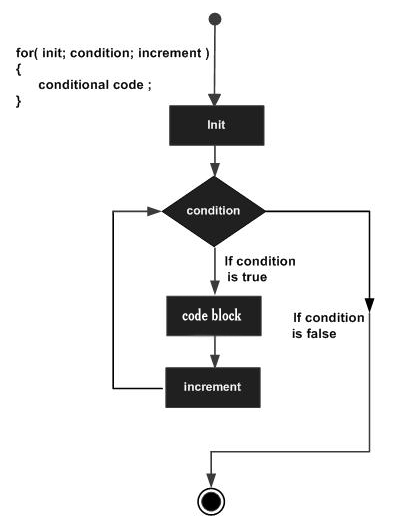 for( init; condition; increment )
{
conditional code ;
}
Init
condition
If condition
is true
code block
If condition
is false
increment